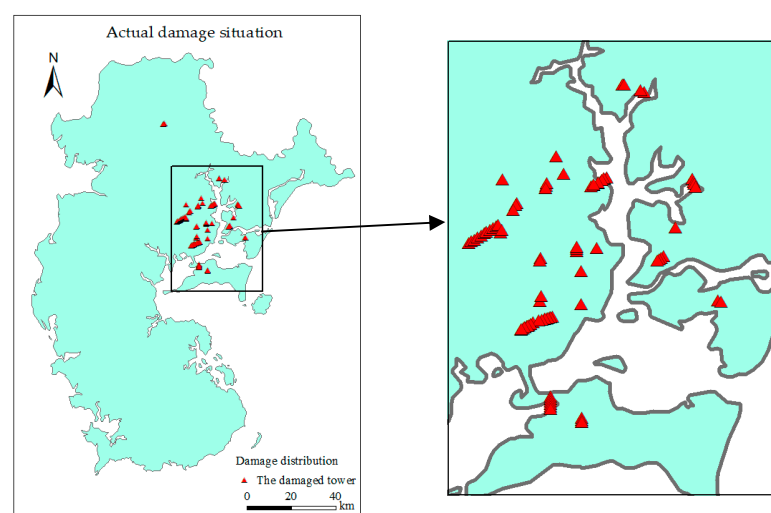 Actual damage situation
N
Damage distribution
The damaged tower
0 20 40
km